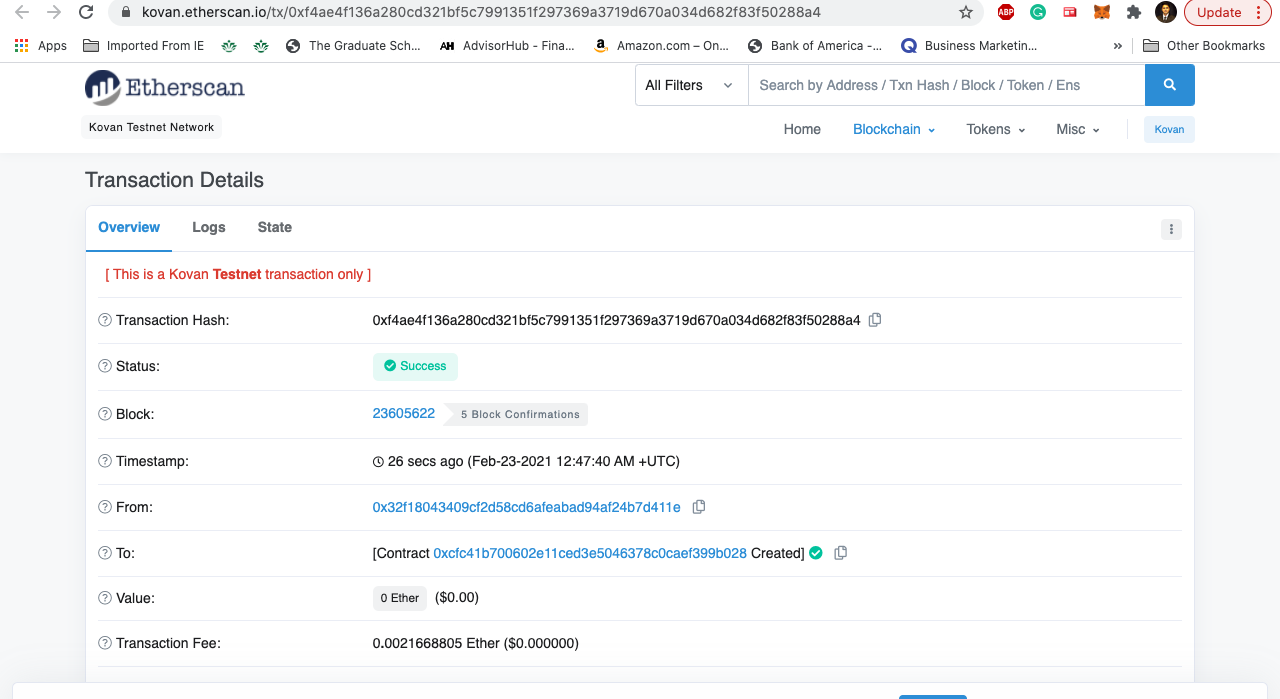 kovan.etherscan.io/tx/0xf4ae4f136a280cd321bf5c7991351f297369a3719d670a034d682f83f50288a4 ABP Update
Apps Imported From IE The Graduate Sch... AH AdvisorHub - Fina... Amazon.com – On... Bank of America -... Business Marketin... » Other Bookmarks
Etherscan All Filters Search by Address / Txn Hash / Block / Token / Ens
Kovan Testnet Network Home Blockchain Tokens Misc Kovan
Transaction Details
Overview Logs State
[ This is a Kovan Testnet transaction only ]
Transaction Hash: 0xf4ae4f136a280cd321bf5c7991351f297369a3719d670a034d682f83f50288a4
Status: Success
Block: 23605622 5 Block Confirmations
Timestamp: 26 secs ago (Feb-23-2021 12:47:40 AM +UTC)
From: 0x32f18043409cf2d58cd6afeabad94af24b7d411e
To: [Contract 0xcfc41b700602e11ced3e5046378c0caef399b028 Created]
Value: 0 Ether ($0.00)
Transaction Fee: 0.0021668805 Ether ($0.000000)